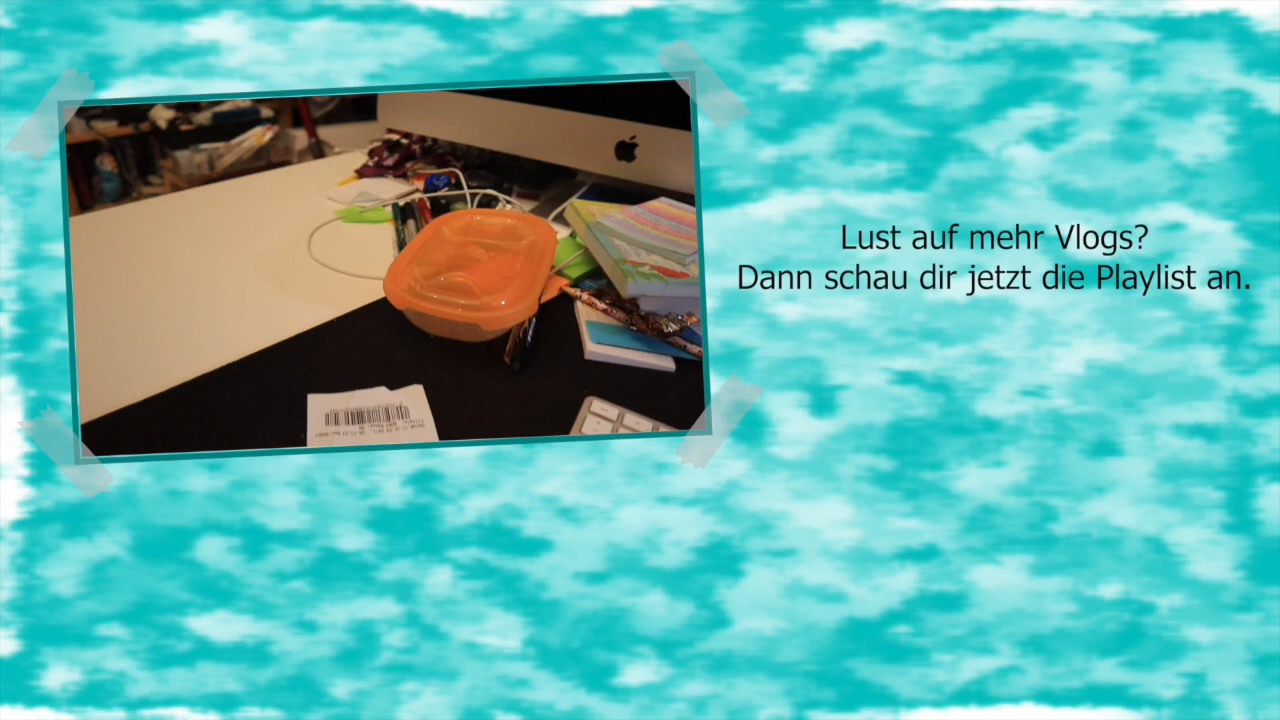 Lust auf mehr Vlogs?
Dann schau dir jetzt die Playlist an.